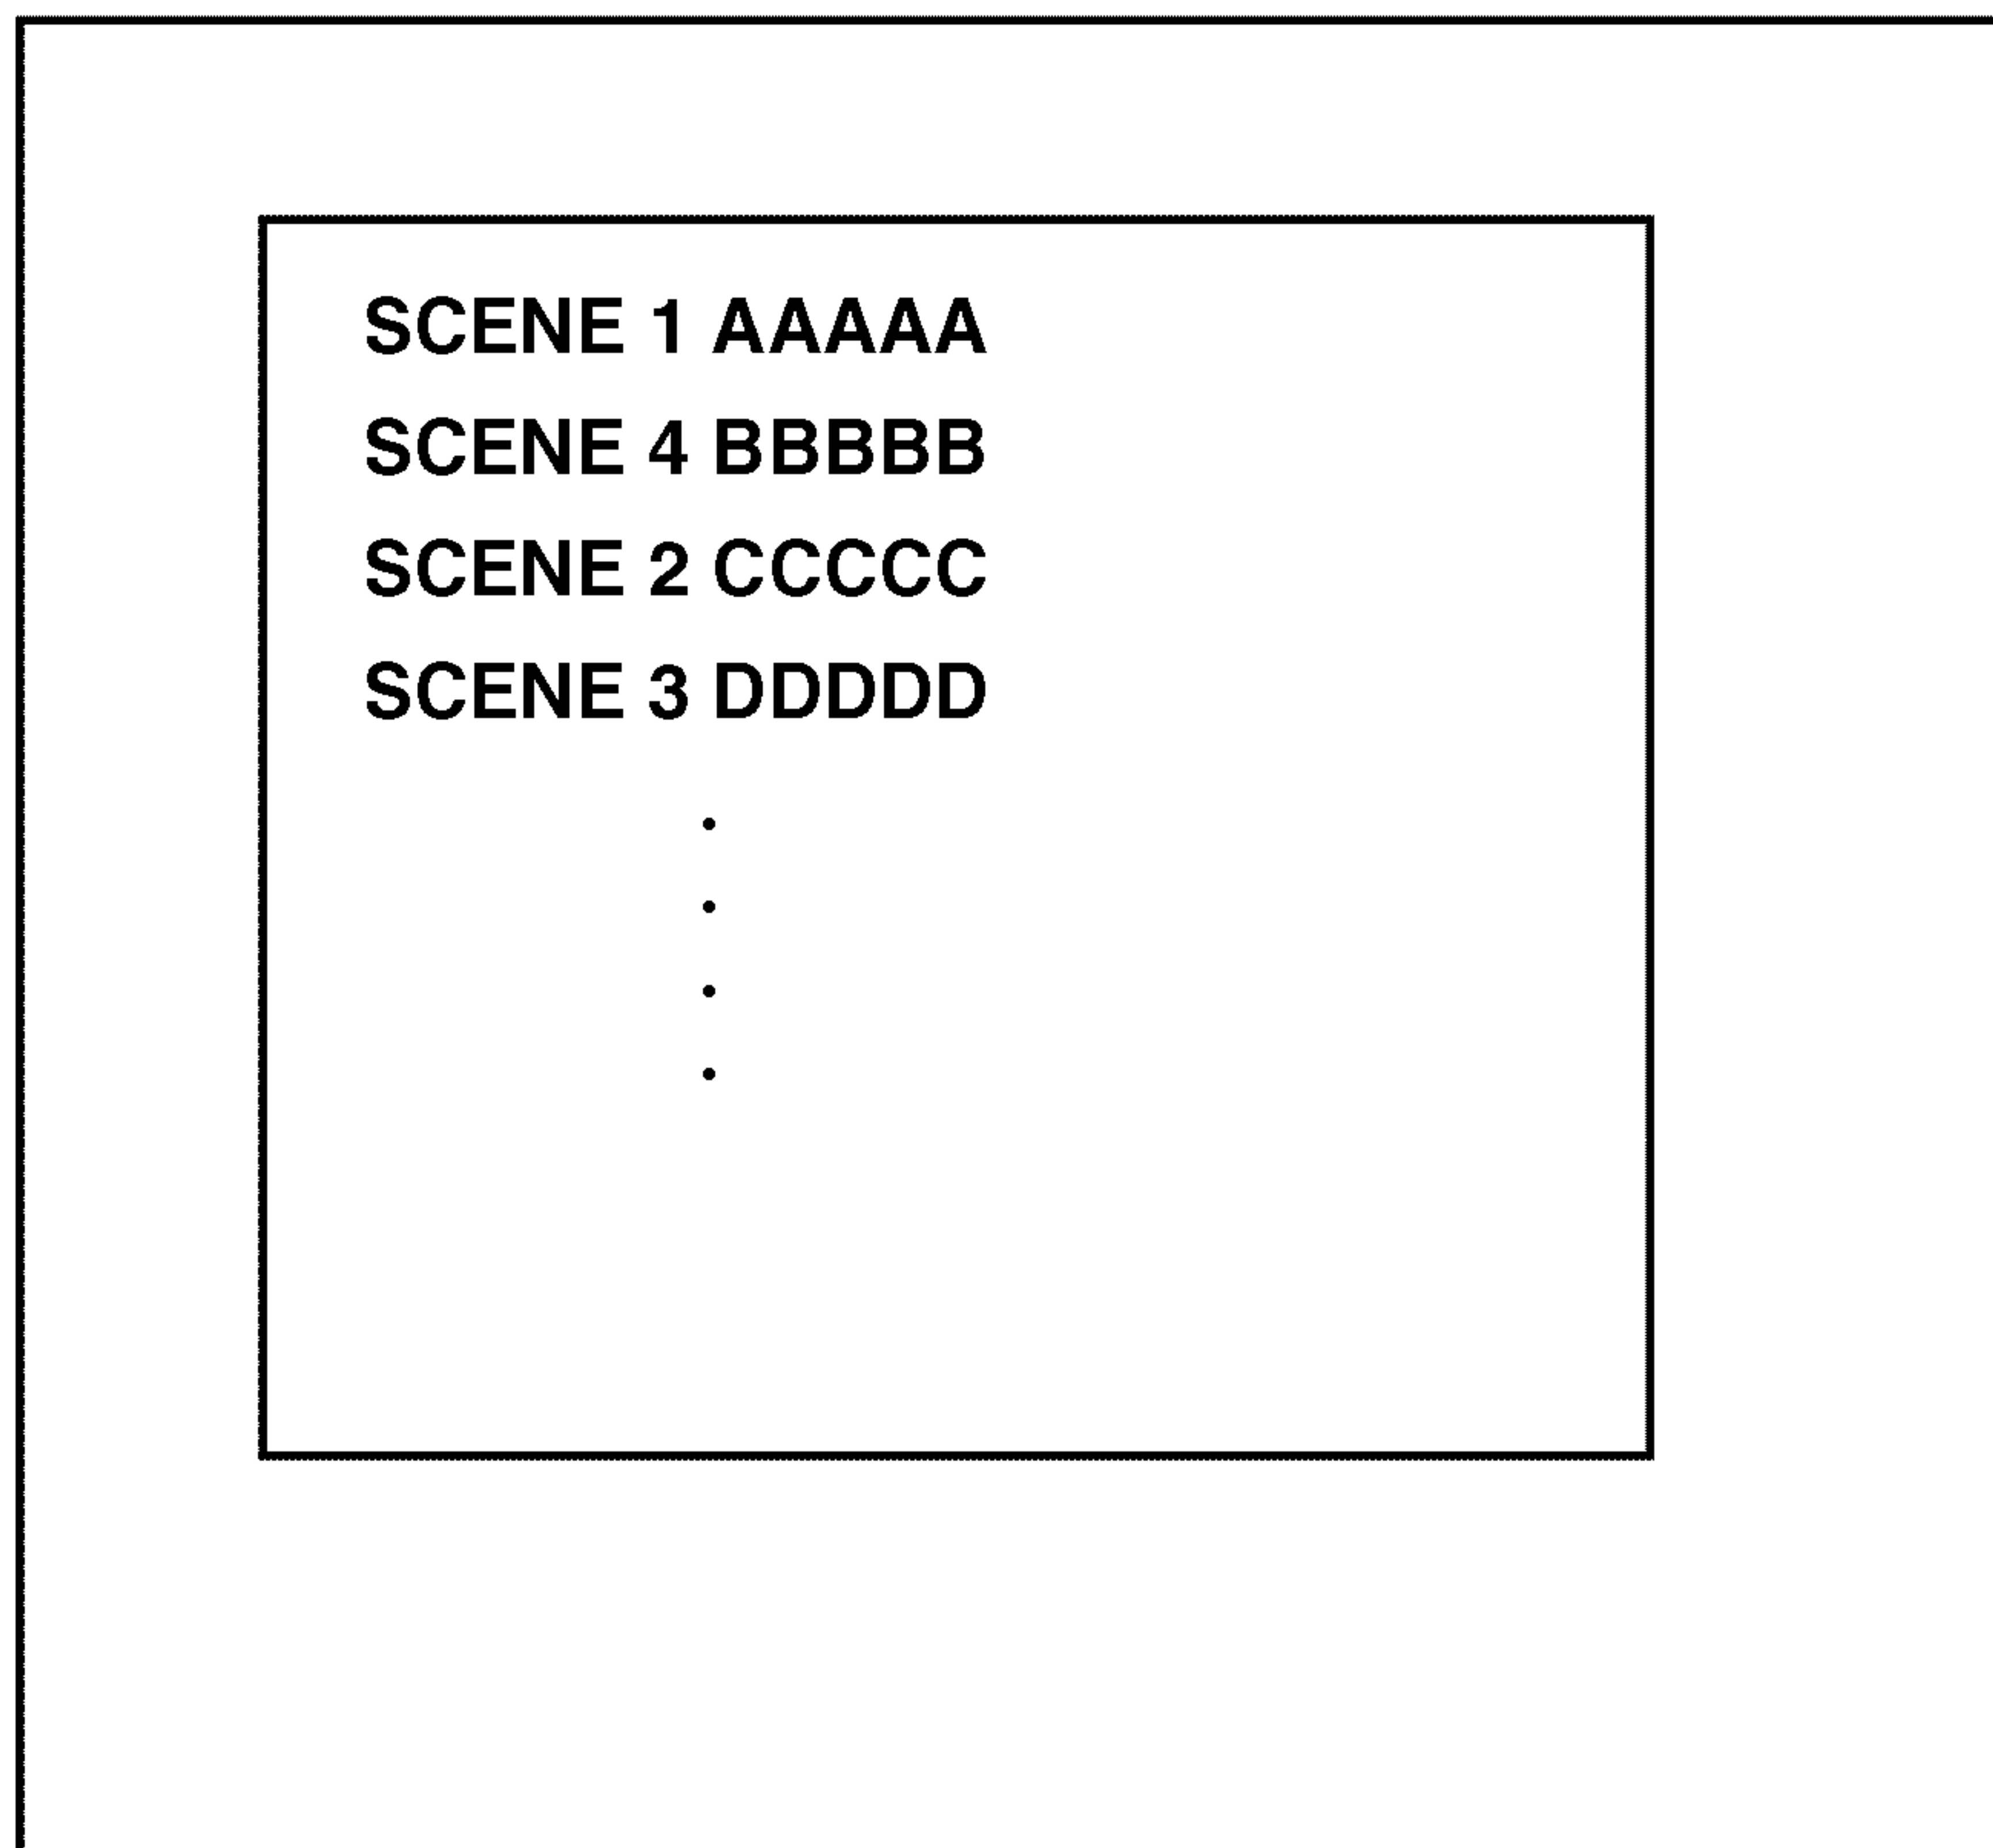 SCENE 1 AAAAA
SCENE 4 BBBBB
SCENE 2 CCCCC
SCENE 3 DDDDD
.
.
.
.